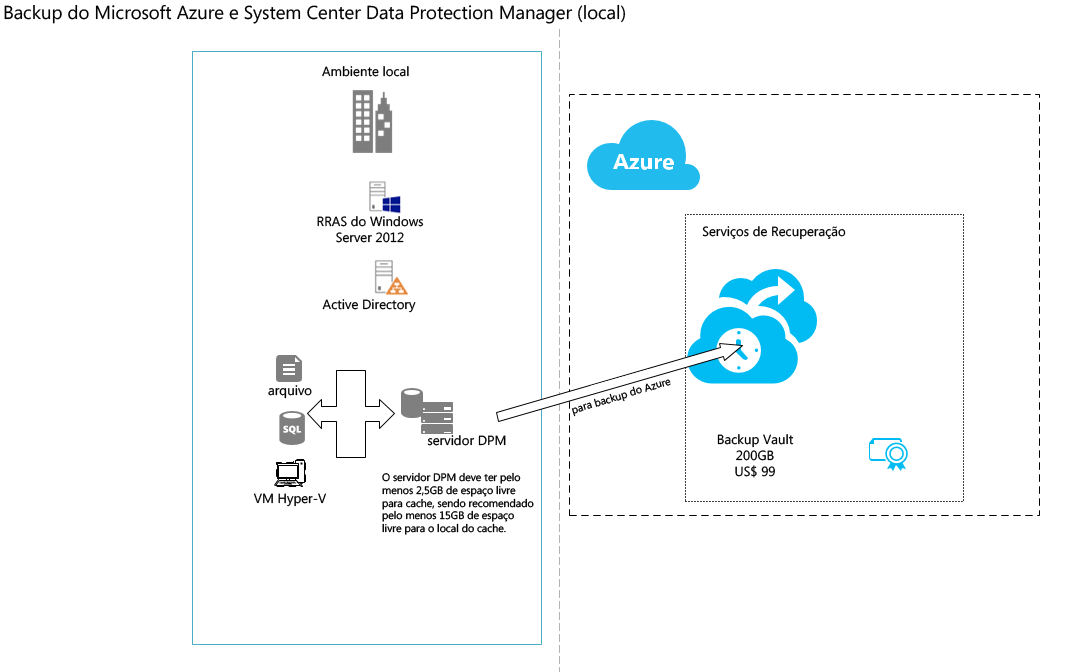 Backup do Microsoft Azure e System Center Data Protection Manager (local)
Ambiente local
RRAS do Windows
Server 2012
Active Directory
arquivo
SQL
VM Hyper-V
servidor DPM
O servidor DPM deve ter pelo
menos 2,5GB de espaço livre
para cache, sendo recomendado
pelo menos 15GB de espaço
livre para o local do cache.
para backup do Azure
Azure
Serviços de Recuperação
Backup Vault
200GB
US$ 99